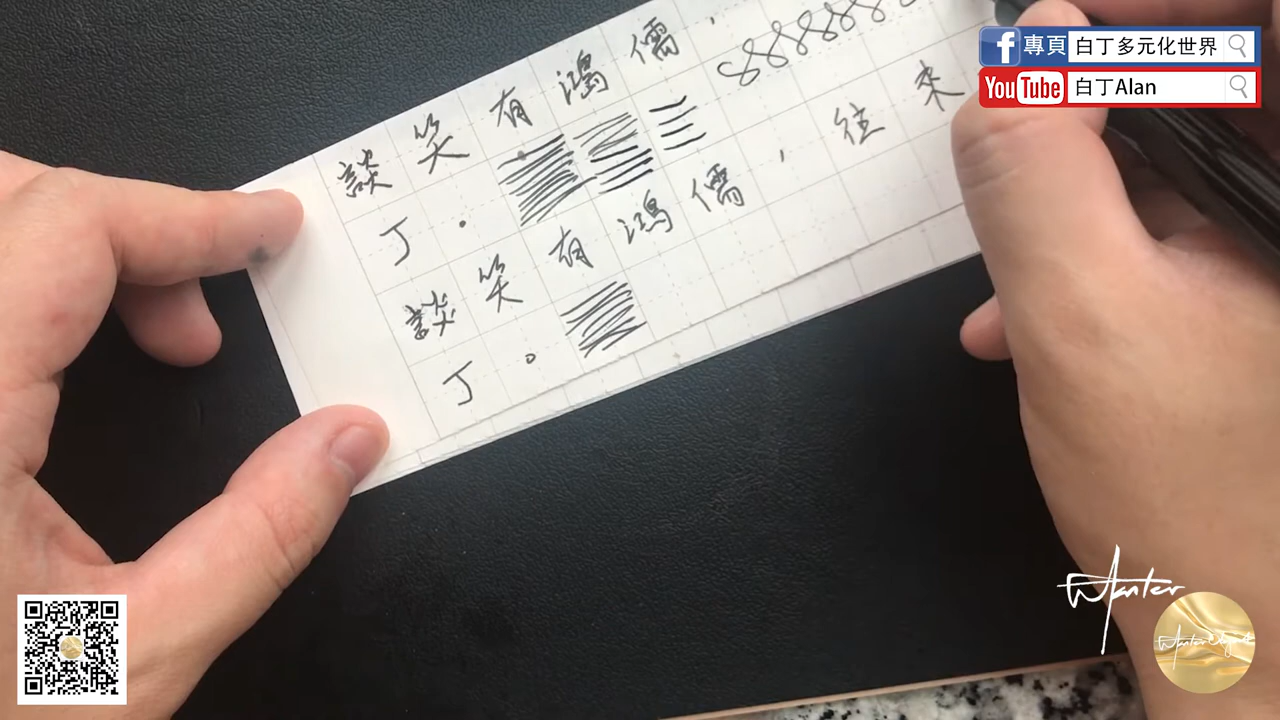 談笑有鴻儒,
丁。
談笑有鴻儒,往來
丁。
88888
專頁 白丁多元化世界
YouTube 白丁Alan